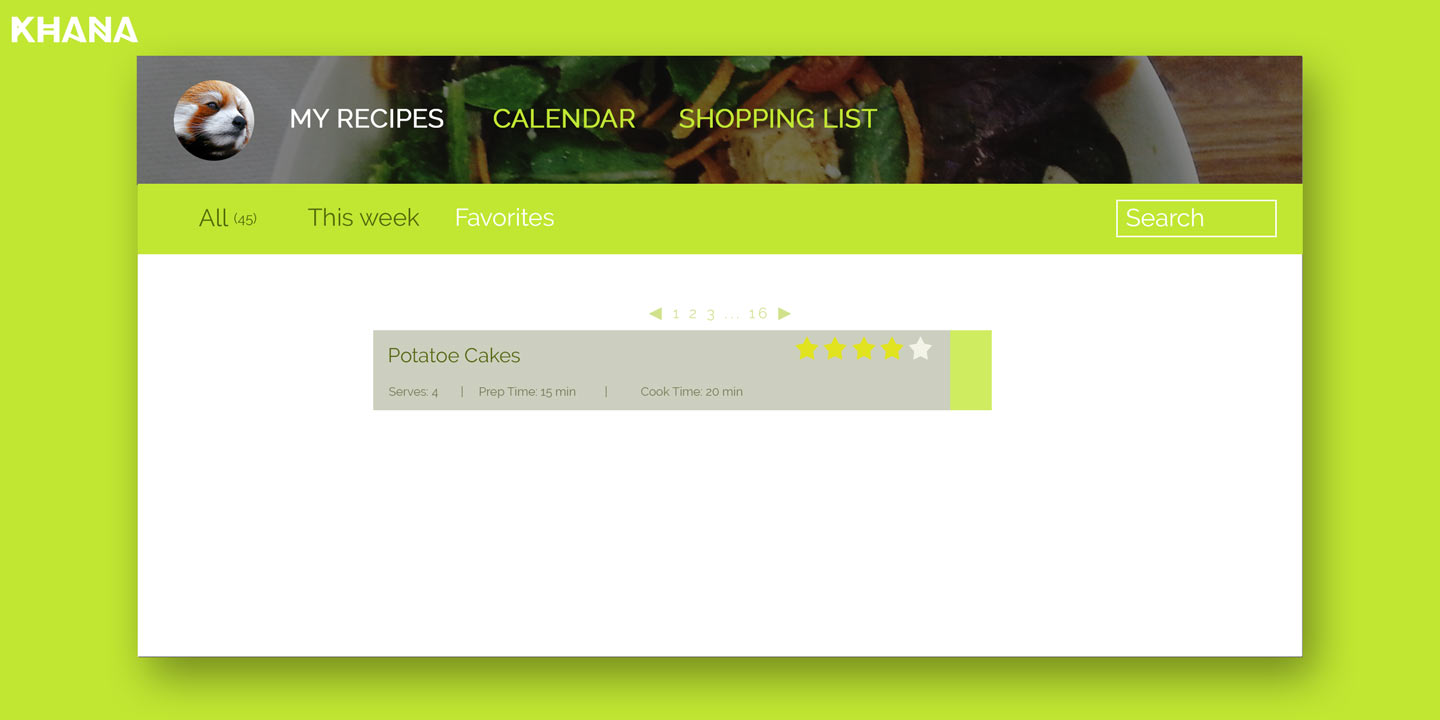 KHANA
MY RECIPES CALENDAR SHOPPING LIST
All (45) This week Favorites Search
◀ 1 2 3 ... 16 ▶
Potatoe Cakes
Serves: 4 | Prep Time: 15 min | Cook Time: 20 min